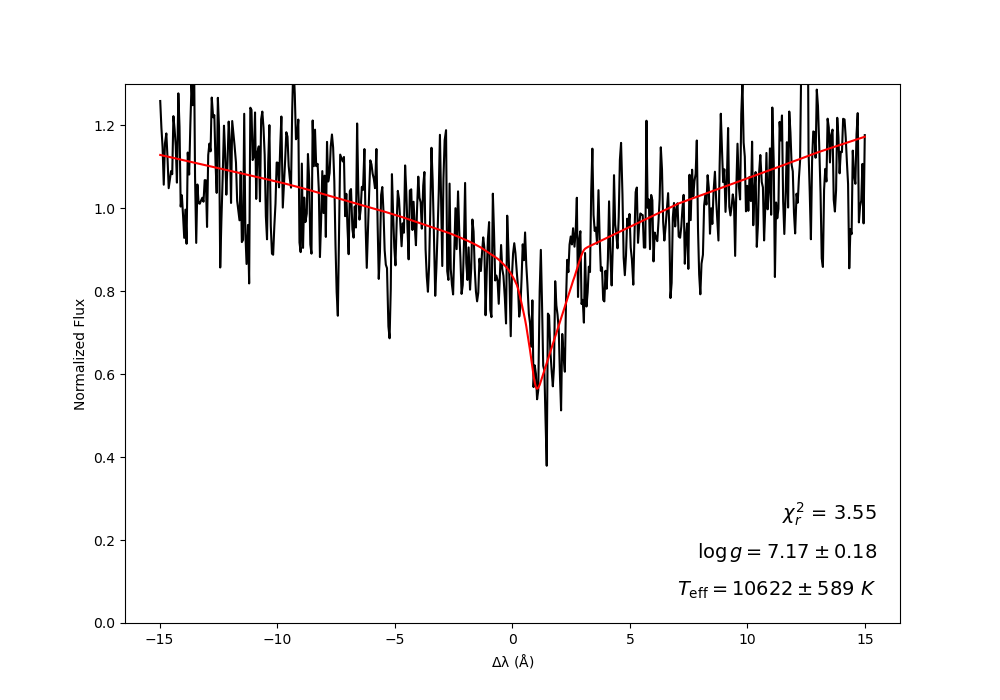 1.2
1.0
0.8
0.6
0.4
0.2
0.0
Normalized Flux
χ²ᵣ = 3.55
log g = 7.17 ± 0.18
T_eff = 10622 ± 589 K
−15 −10 −5 0 5 10 15
Δλ (Å)